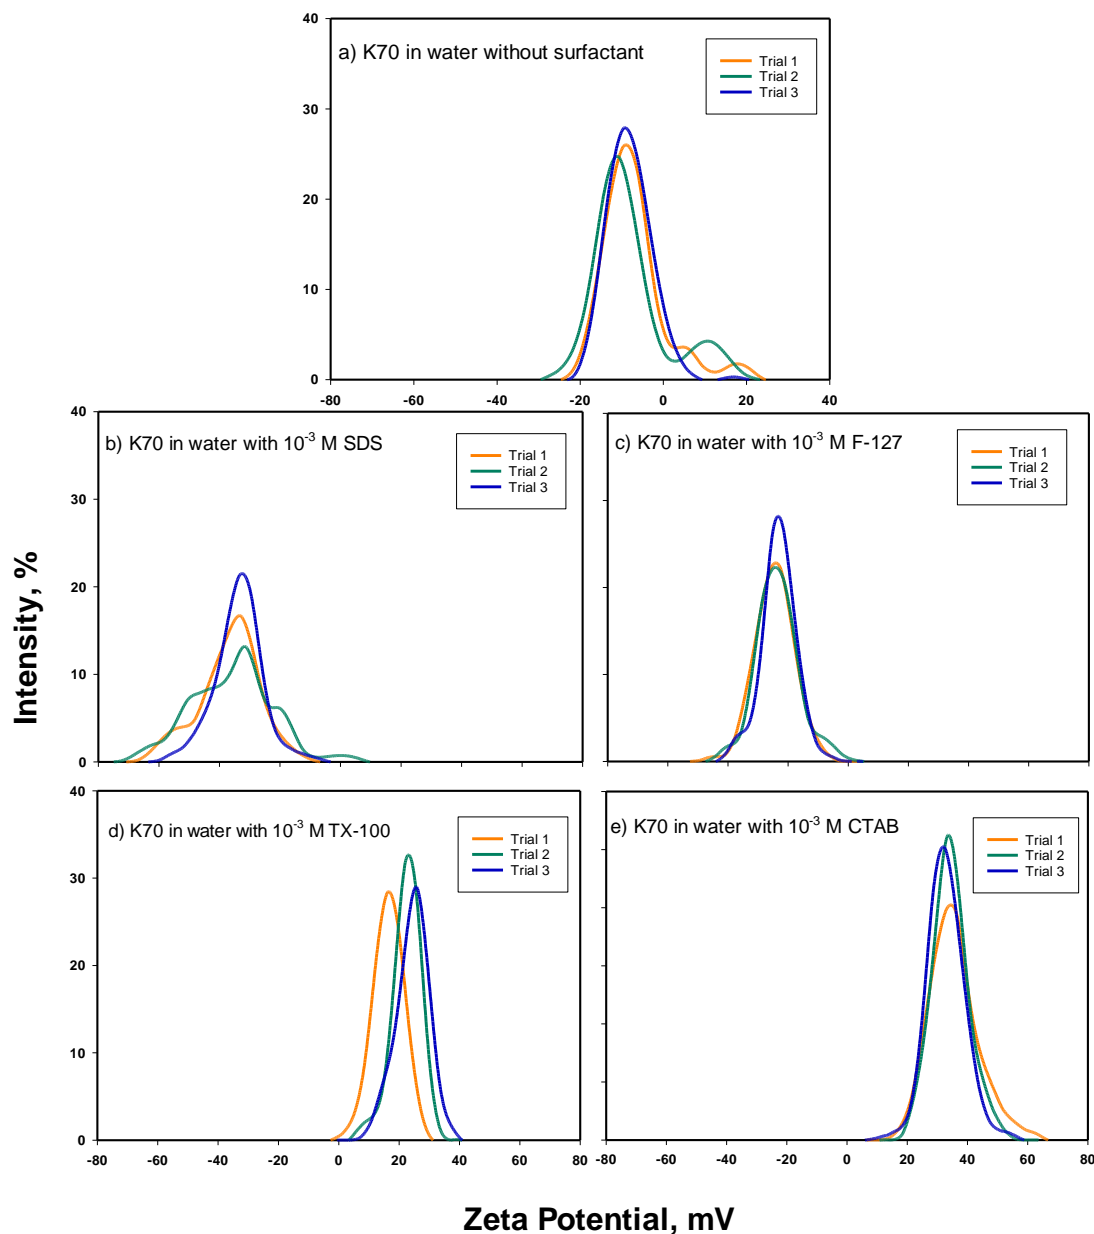 40
a) K70 in water without surfactant
Trial 1
Trial 2
Trial 3
30
20
10
0
-80 -60 -40 -20 0 20 40
40
b) K70 in water with 10⁻³ M SDS
Trial 1
Trial 2
Trial 3
30
20
10
0
c) K70 in water with 10⁻³ M F-127
Trial 1
Trial 2
Trial 3
Intensity, %
40
d) K70 in water with 10⁻³ M TX-100
Trial 1
Trial 2
Trial 3
30
20
10
0
-80 -60 -40 -20 0 20 40 60 80
e) K70 in water with 10⁻³ M CTAB
Trial 1
Trial 2
Trial 3
-80 -60 -40 -20 0 20 40 60 80
Zeta Potential, mV